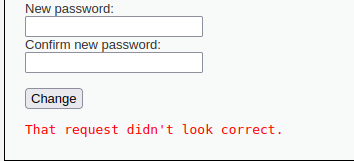 New password:
Confirm new password:
Change
That request didn't look correct.